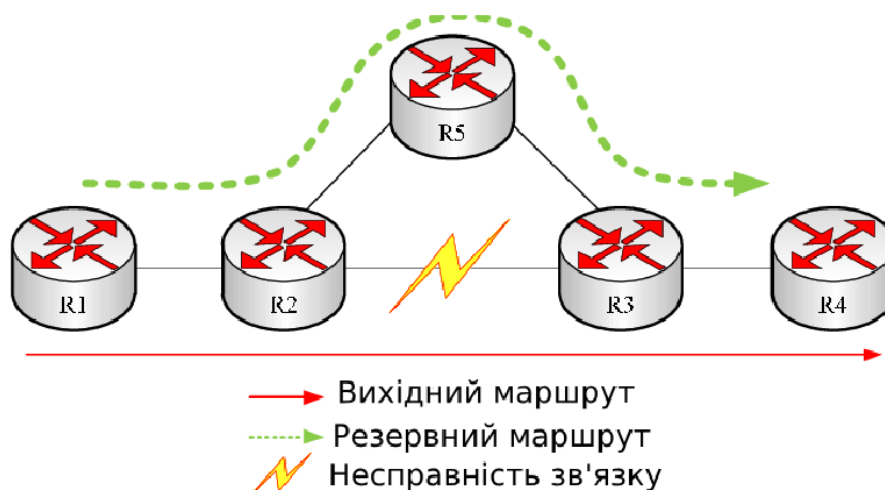 R5
R1
R2
R3
R4
Вихідний маршрут
Резервний маршрут
Несправність зв'язку